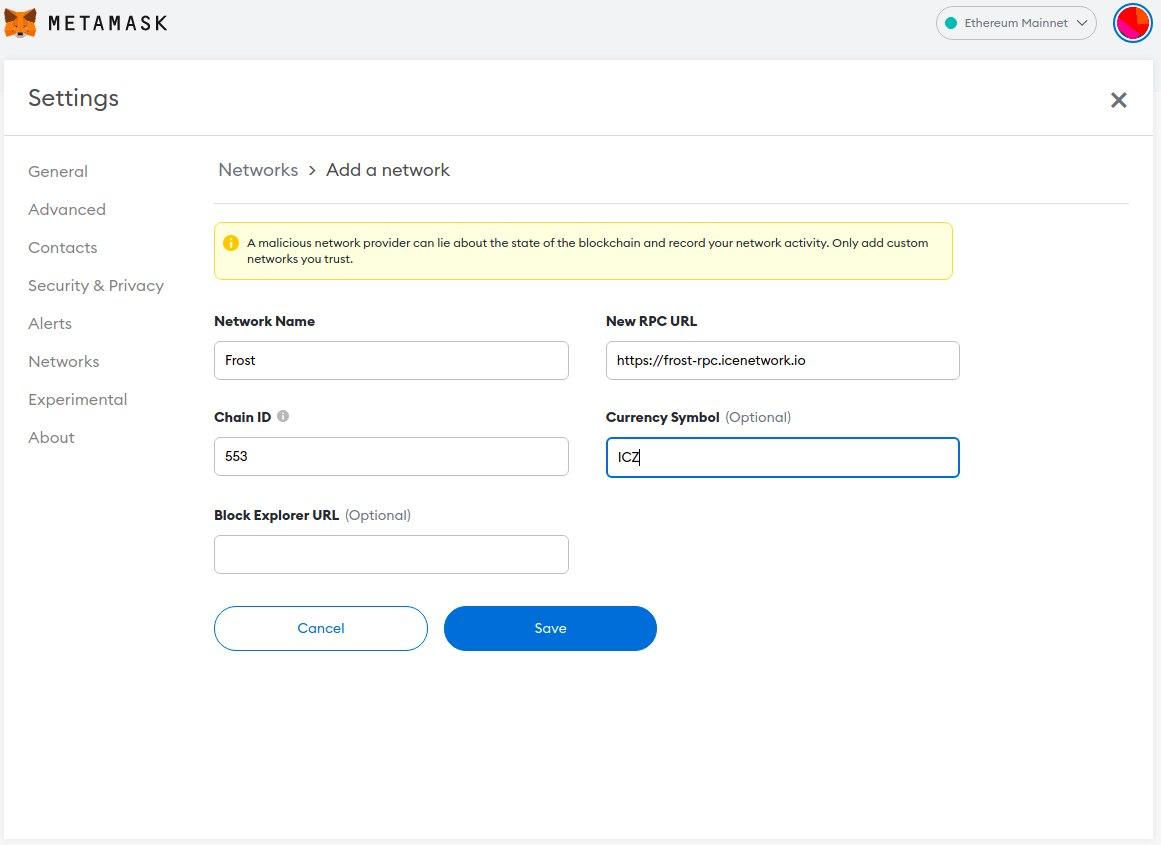 METAMASK
Ethereum Mainnet
Settings
General
Advanced
Contacts
Security & Privacy
Alerts
Networks
Experimental
About
Networks > Add a network
A malicious network provider can lie about the state of the blockchain and record your network activity. Only add custom
networks you trust.
Network Name
New RPC URL
Frost
https://frost-rpc.icenetwork.io
Chain ID
Currency Symbol (Optional)
553
ICZ
Block Explorer URL (Optional)
Cancel
Save